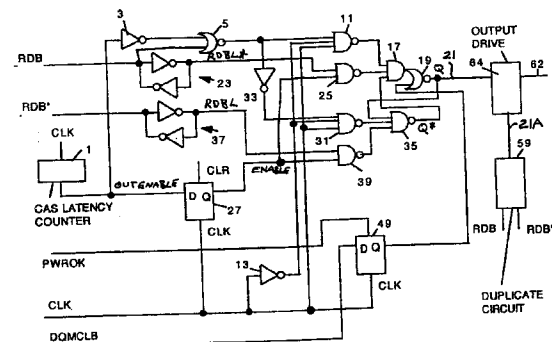 3
5
11
OUTPUT
DRIVE
17
19
21
Q
64
62
RDB
RDBL*
23
33
25
RDB*
RDBL
37
31
35
Q*
21A
59
CLK
1
CLR
ENABLE
39
OUTENABLE
D Q
27
CAS LATENCY
COUNTER
CLK
RDB
RDB*
49
D Q
PWROK
13
CLK
DUPLICATE
CIRCUIT
CLK
DQMCLB